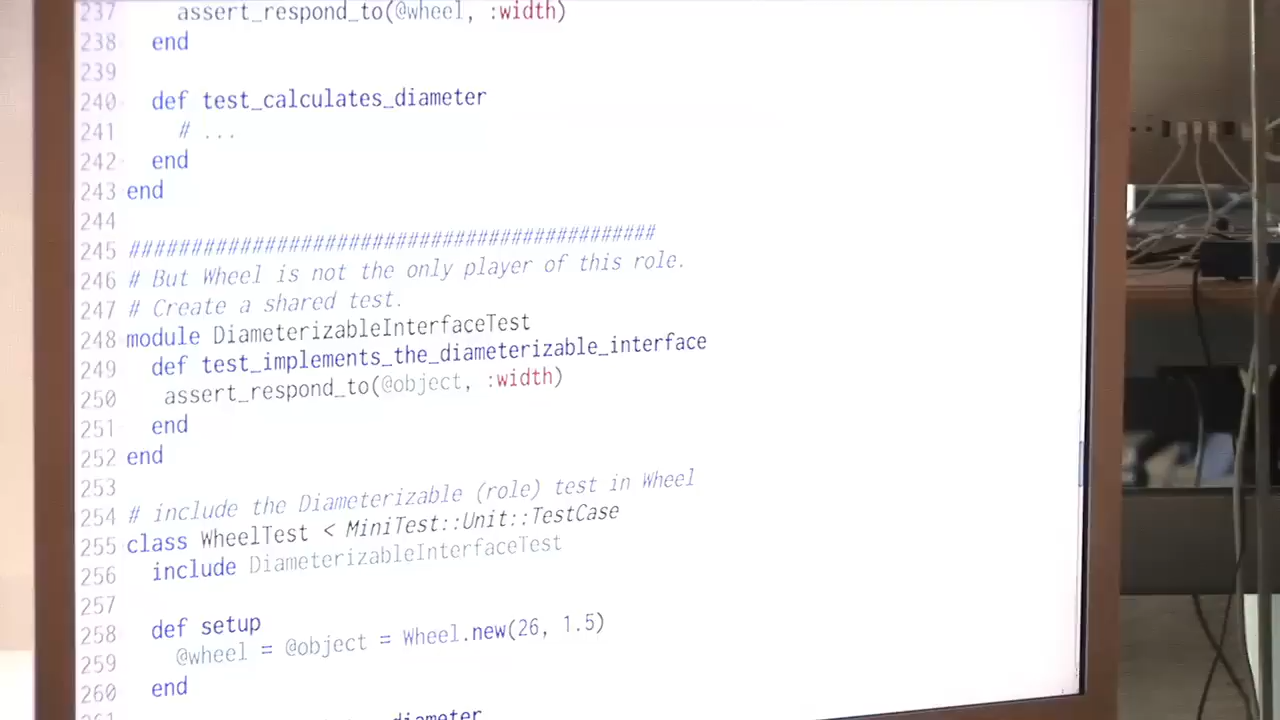 237 assert_respond_to(@wheel, :width)
238 end
239
240 def test_calculates_diameter
241 # ...
242 end
243 end
244
245 ###########################################
246 # But Wheel is not the only player of this role.
247 # Create a shared test.
248 module DiameterizableInterfaceTest
249 def test_implements_the_diameterizable_interface
250 assert_respond_to(@object, :width)
251 end
252 end
253
254 # include the Diameterizable (role) test in Wheel
255 class WheelTest < MiniTest::Unit::TestCase
256 include DiameterizableInterfaceTest
257
258 def setup
259 @wheel = @object = Wheel.new(26, 1.5)
260 end